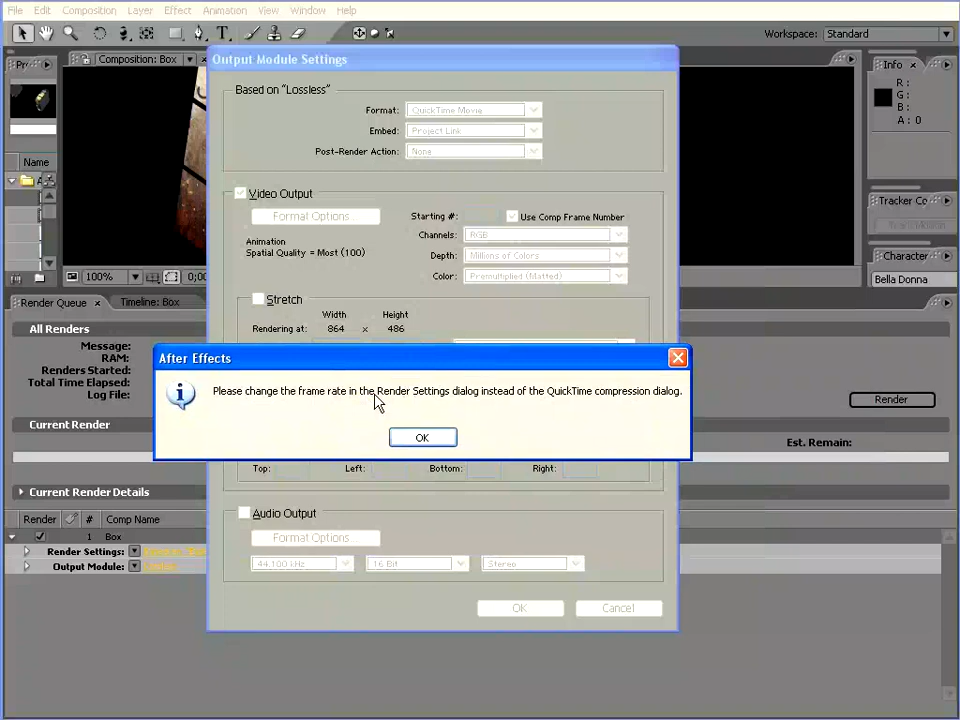 File Edit Composition Layer Effect Animation View Window Help
Workspace: Standard
Pr Composition: Box Info
R :
G :
B :
A : 0
Output Module Settings
Based on "Lossless"
Format: QuickTime Movie
Embed: Project Link
Post-Render Action: None
Name
Video Output
Format Options...
Starting #: Use Comp Frame Number
Animation
Spatial Quality = Most (100)
Channels: RGB
Depth: Millions of Colors
Color: Premultiplied (Matted)
Tracker Co
Track Motion
Character
Bella Donna
100%
Stretch
Width Height
Rendering at: 864 x 486
Render Queue Timeline: Box
All Renders
Message:
RAM:
Renders Started:
Total Time Elapsed:
Log File:
Render
After Effects
Please change the frame rate in the Render Settings dialog instead of the QuickTime compression dialog.
OK
Current Render
Est. Remain:
Top: Left: Bottom: Right:
Current Render Details
Audio Output
Format Options...
44.100 kHz 16 Bit Stereo
OK Cancel
Render # Comp Name
1 Box
Render Settings:
Output Module: Lossless